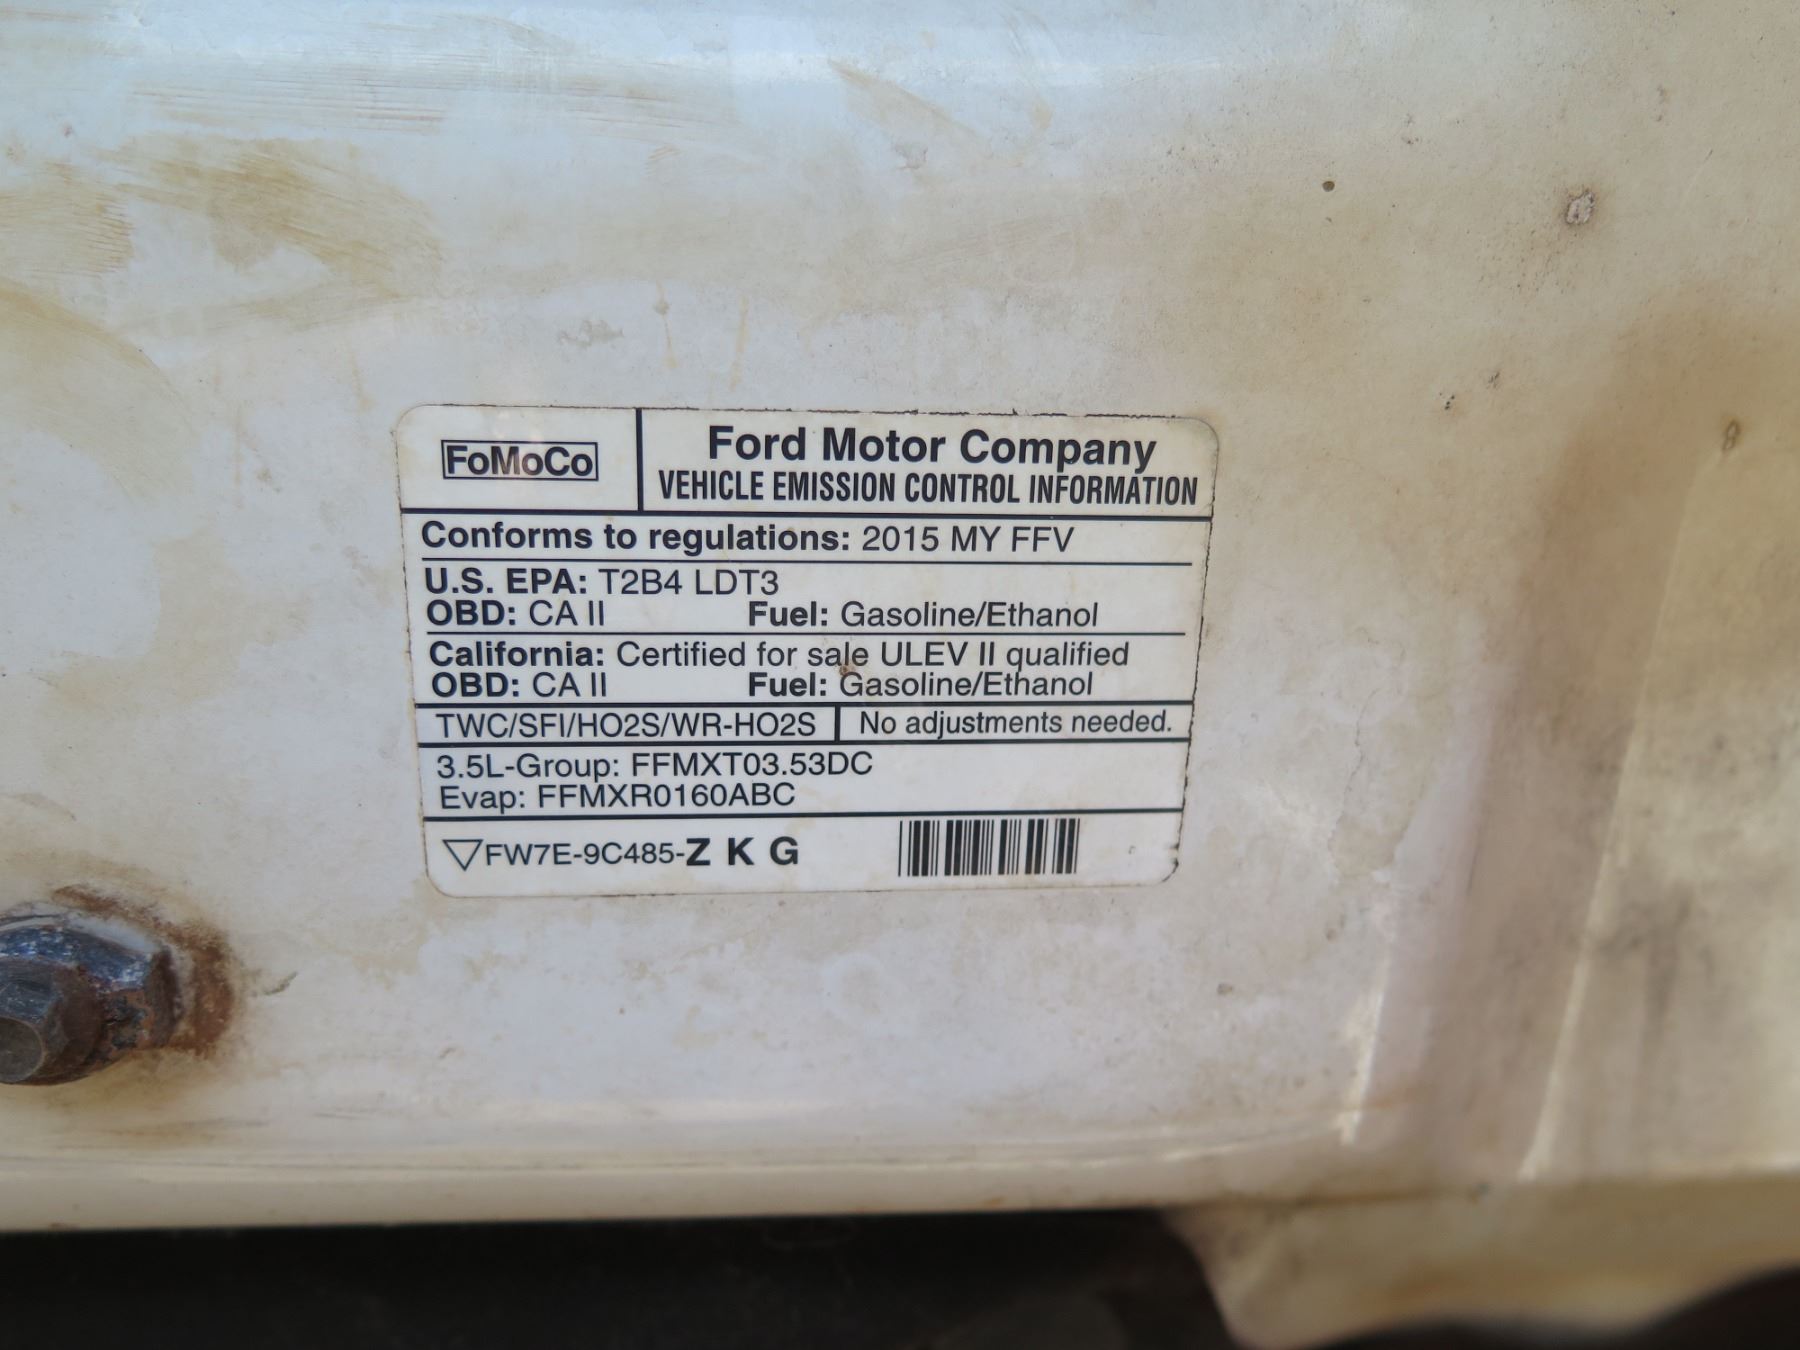 FoMoCo
Ford Motor Company
VEHICLE EMISSION CONTROL INFORMATION
Conforms to regulations: 2015 MY FFV
U.S. EPA: T2B4 LDT3
OBD: CA II Fuel: Gasoline/Ethanol
California: Certified for sale ULEV II qualified
OBD: CA II Fuel: Gasoline/Ethanol
TWC/SFI/HO2S/WR-HO2S No adjustments needed.
3.5L-Group: FFMXT03.53DC
Evap: FFMXR0160ABC
FW7E-9C485-Z K G